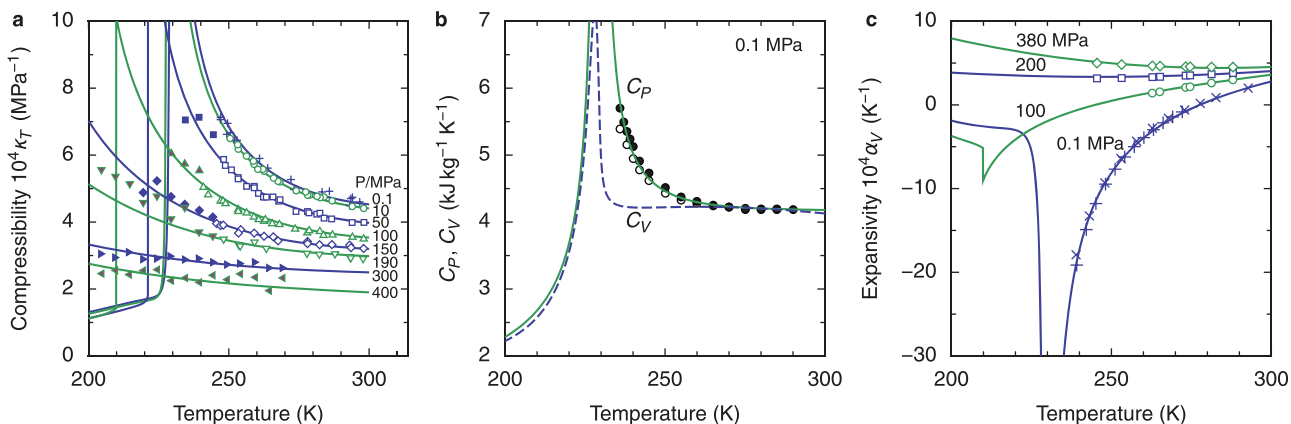 a
Compressibility 10⁴κ_T (MPa⁻¹)
10
8
6
4
2
0
P/MPa
0.1
10
50
100
150
190
300
400
200
250
300
Temperature (K)
b
C_P, C_V (kJ kg⁻¹ K⁻¹)
7
6
5
4
3
2
0.1 MPa
C_P
C_V
200
250
300
Temperature (K)
c
Expansivity 10⁴α_V (K⁻¹)
10
0
−10
−20
−30
380 MPa
200
100
0.1 MPa
200
250
300
Temperature (K)